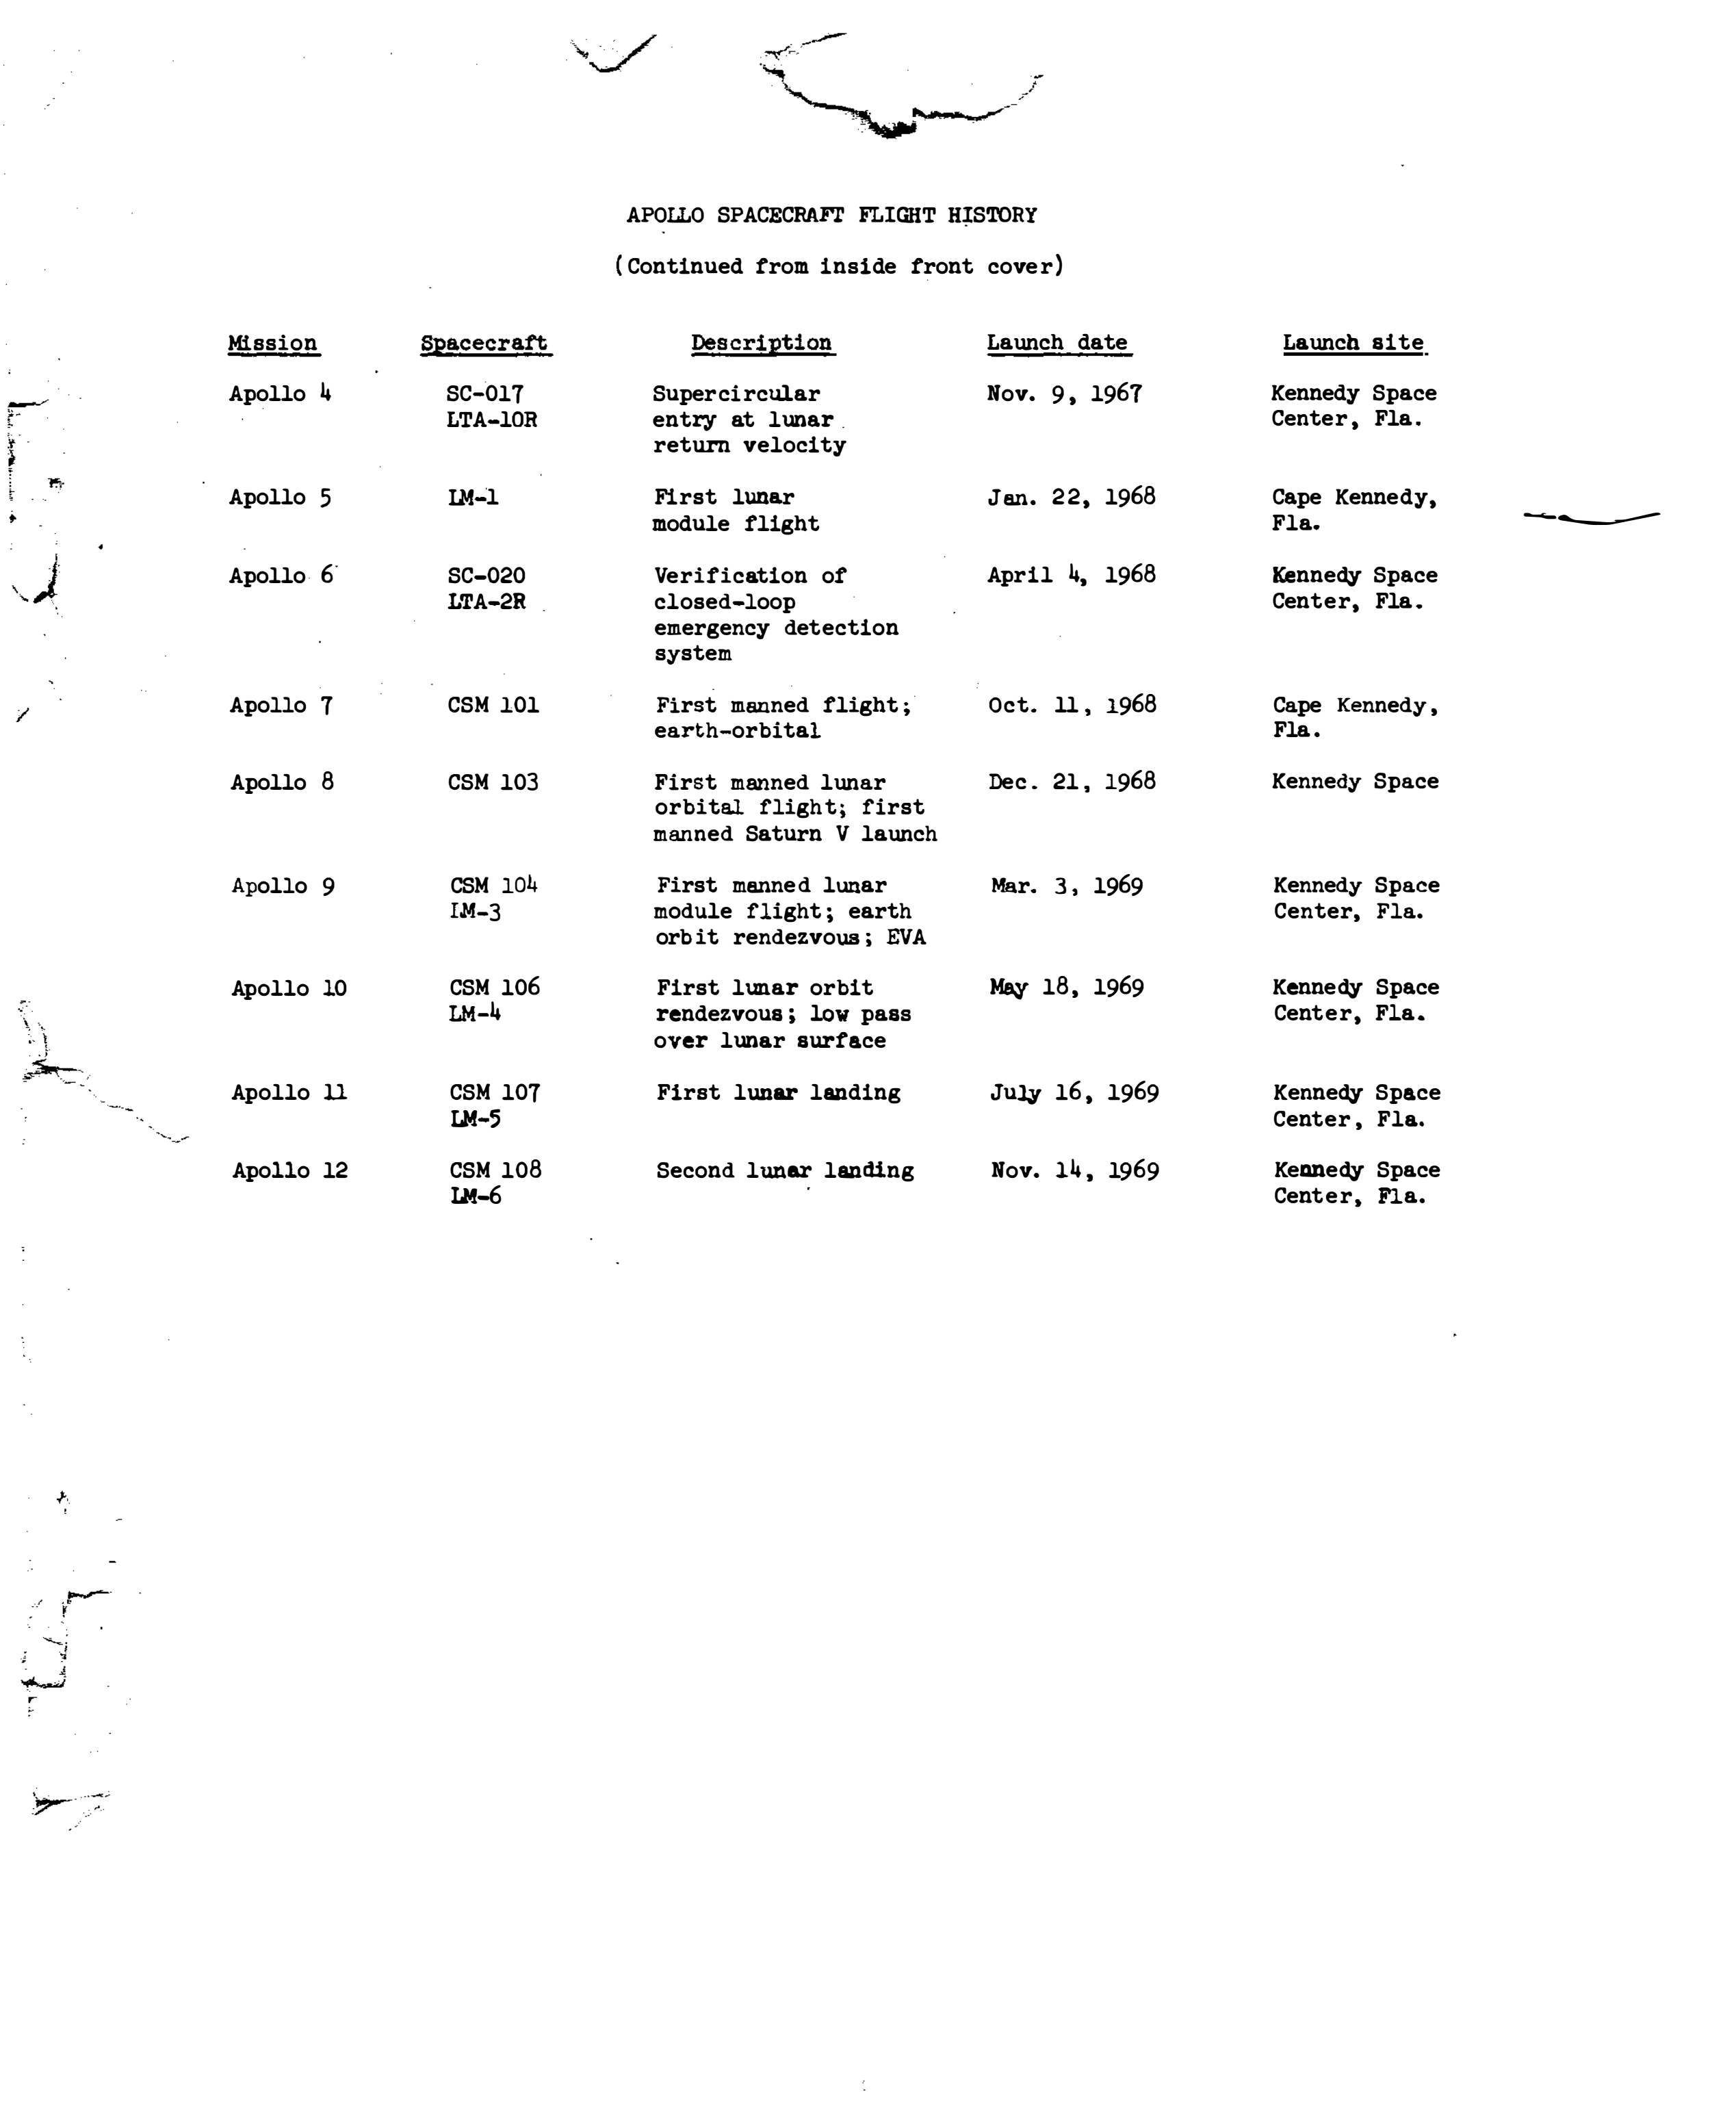 APOLLO SPACECRAFT FLIGHT HISTORY
(Continued from inside front cover)
Mission Spacecraft Description Launch date Launch site
Apollo 4 SC-017 Supercircular Nov. 9, 1967 Kennedy Space
LTA-10R entry at lunar Center, Fla.
return velocity
Apollo 5 LM-1 First lunar Jan. 22, 1968 Cape Kennedy,
module flight Fla.
Apollo 6 SC-020 Verification of April 4, 1968 Kennedy Space
LTA-2R closed-loop Center, Fla.
emergency detection
system
Apollo 7 CSM 101 First manned flight; Oct. 11, 1968 Cape Kennedy,
earth-orbital Fla.
Apollo 8 CSM 103 First manned lunar Dec. 21, 1968 Kennedy Space
orbital flight; first
manned Saturn V launch
Apollo 9 CSM 104 First manned lunar Mar. 3, 1969 Kennedy Space
LM-3 module flight; earth Center, Fla.
orbit rendezvous; EVA
Apollo 10 CSM 106 First lunar orbit May 18, 1969 Kennedy Space
LM-4 rendezvous; low pass Center, Fla.
over lunar surface
Apollo 11 CSM 107 First lunar landing July 16, 1969 Kennedy Space
LM-5 Center, Fla.
Apollo 12 CSM 108 Second lunar landing Nov. 14, 1969 Kennedy Space
LM-6 Center, Fla.